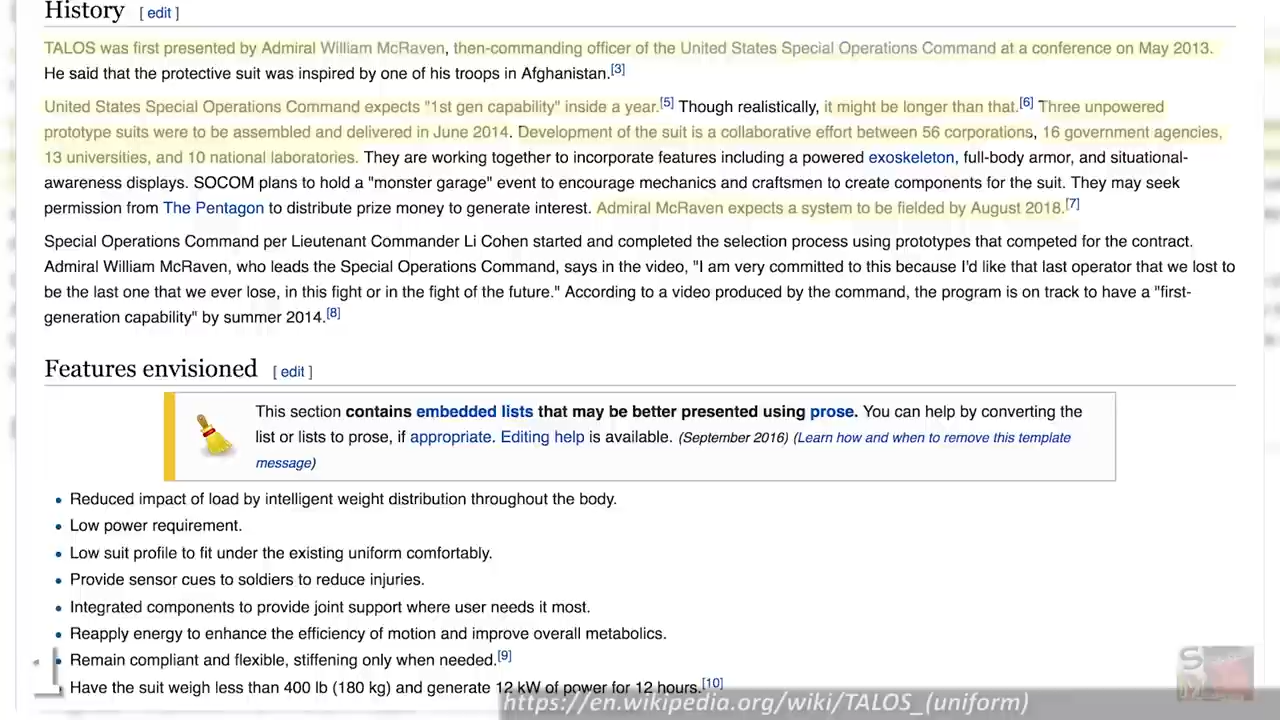 History [ edit ]
TALOS was first presented by Admiral William McRaven, then-commanding officer of the United States Special Operations Command at a conference on May 2013.
He said that the protective suit was inspired by one of his troops in Afghanistan.[3]
United States Special Operations Command expects "1st gen capability" inside a year.[5] Though realistically, it might be longer than that.[6] Three unpowered
prototype suits were to be assembled and delivered in June 2014. Development of the suit is a collaborative effort between 56 corporations, 16 government agencies,
13 universities, and 10 national laboratories. They are working together to incorporate features including a powered exoskeleton, full-body armor, and situational-
awareness displays. SOCOM plans to hold a "monster garage" event to encourage mechanics and craftsmen to create components for the suit. They may seek
permission from The Pentagon to distribute prize money to generate interest. Admiral McRaven expects a system to be fielded by August 2018.[7]
Special Operations Command per Lieutenant Commander Li Cohen started and completed the selection process using prototypes that competed for the contract.
Admiral William McRaven, who leads the Special Operations Command, says in the video, "I am very committed to this because I'd like that last operator that we lost to
be the last one that we ever lose, in this fight or in the fight of the future." According to a video produced by the command, the program is on track to have a "first-
generation capability" by summer 2014.[8]
Features envisioned [ edit ]
This section contains embedded lists that may be better presented using prose. You can help by converting the
list or lists to prose, if appropriate. Editing help is available. (September 2016) (Learn how and when to remove this template
message)
• Reduced impact of load by intelligent weight distribution throughout the body.
• Low power requirement.
• Low suit profile to fit under the existing uniform comfortably.
• Provide sensor cues to soldiers to reduce injuries.
• Integrated components to provide joint support where user needs it most.
• Reapply energy to enhance the efficiency of motion and improve overall metabolics.
• Remain compliant and flexible, stiffening only when needed.[9]
• Have the suit weigh less than 400 lb (180 kg) and generate 12 kW of power for 12 hours.[10]
1
https://en.wikipedia.org/wiki/TALOS_(uniform)
S
M